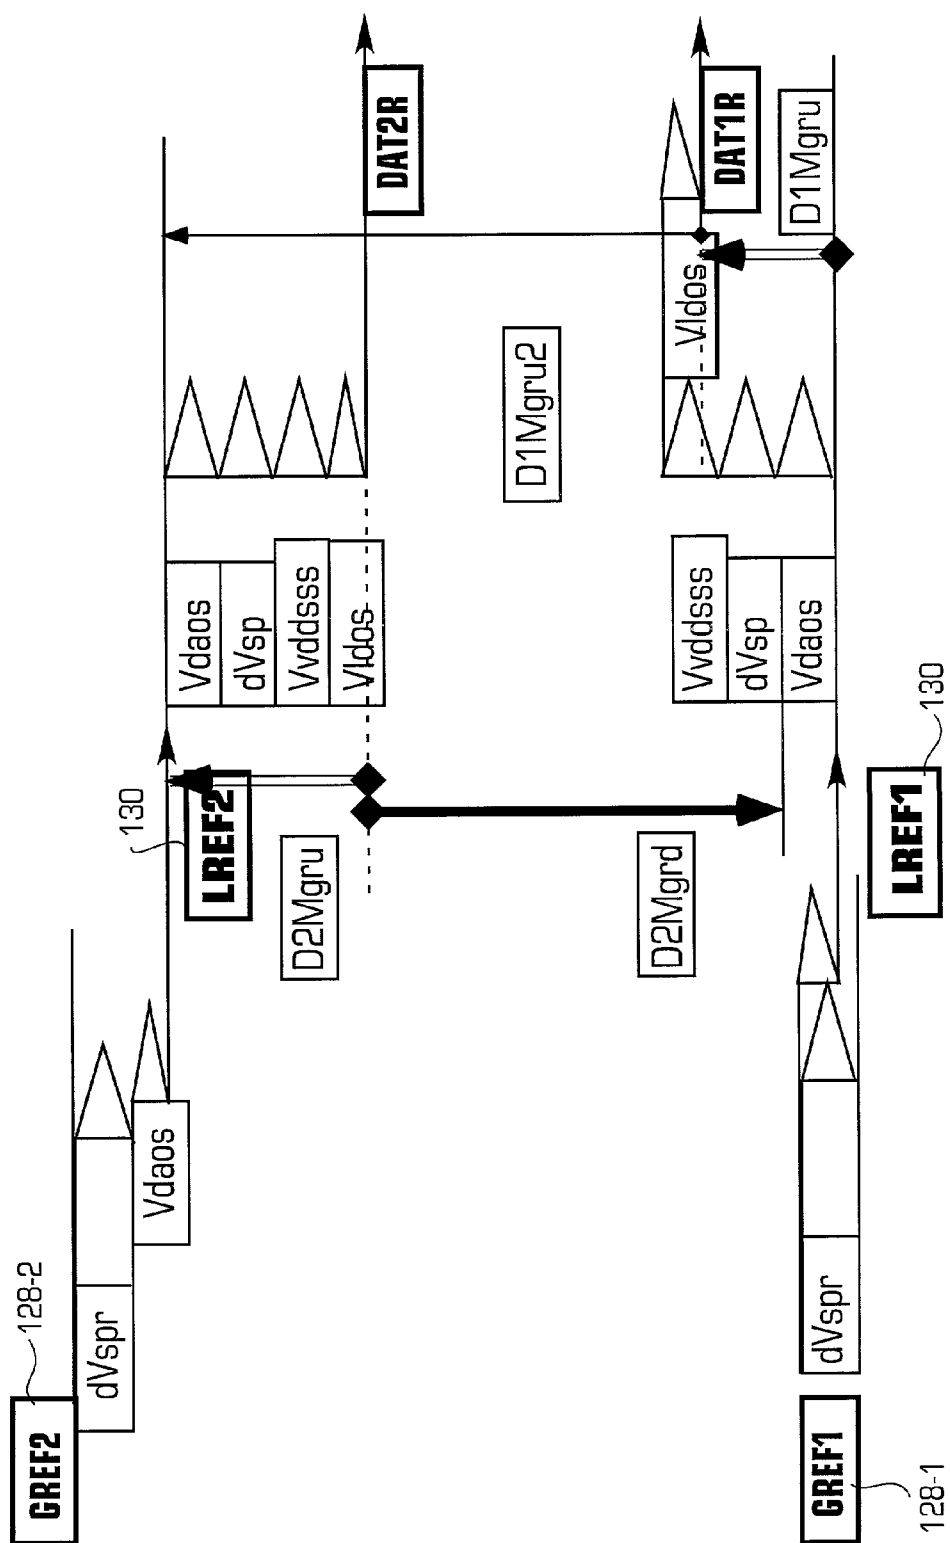 GREF2
128-2
dVspr
Vdaos
130
LREF2
D2Mgru
Vdaos
dVsp
Vvddsss
Vldos
DAT2R
D1Mgru2
D2Mgrd
Vvddsss
dVsp
Vdaos
Vldos
DAT1R
D1Mgru
GREF1
128-1
dVspr
LREF1
130